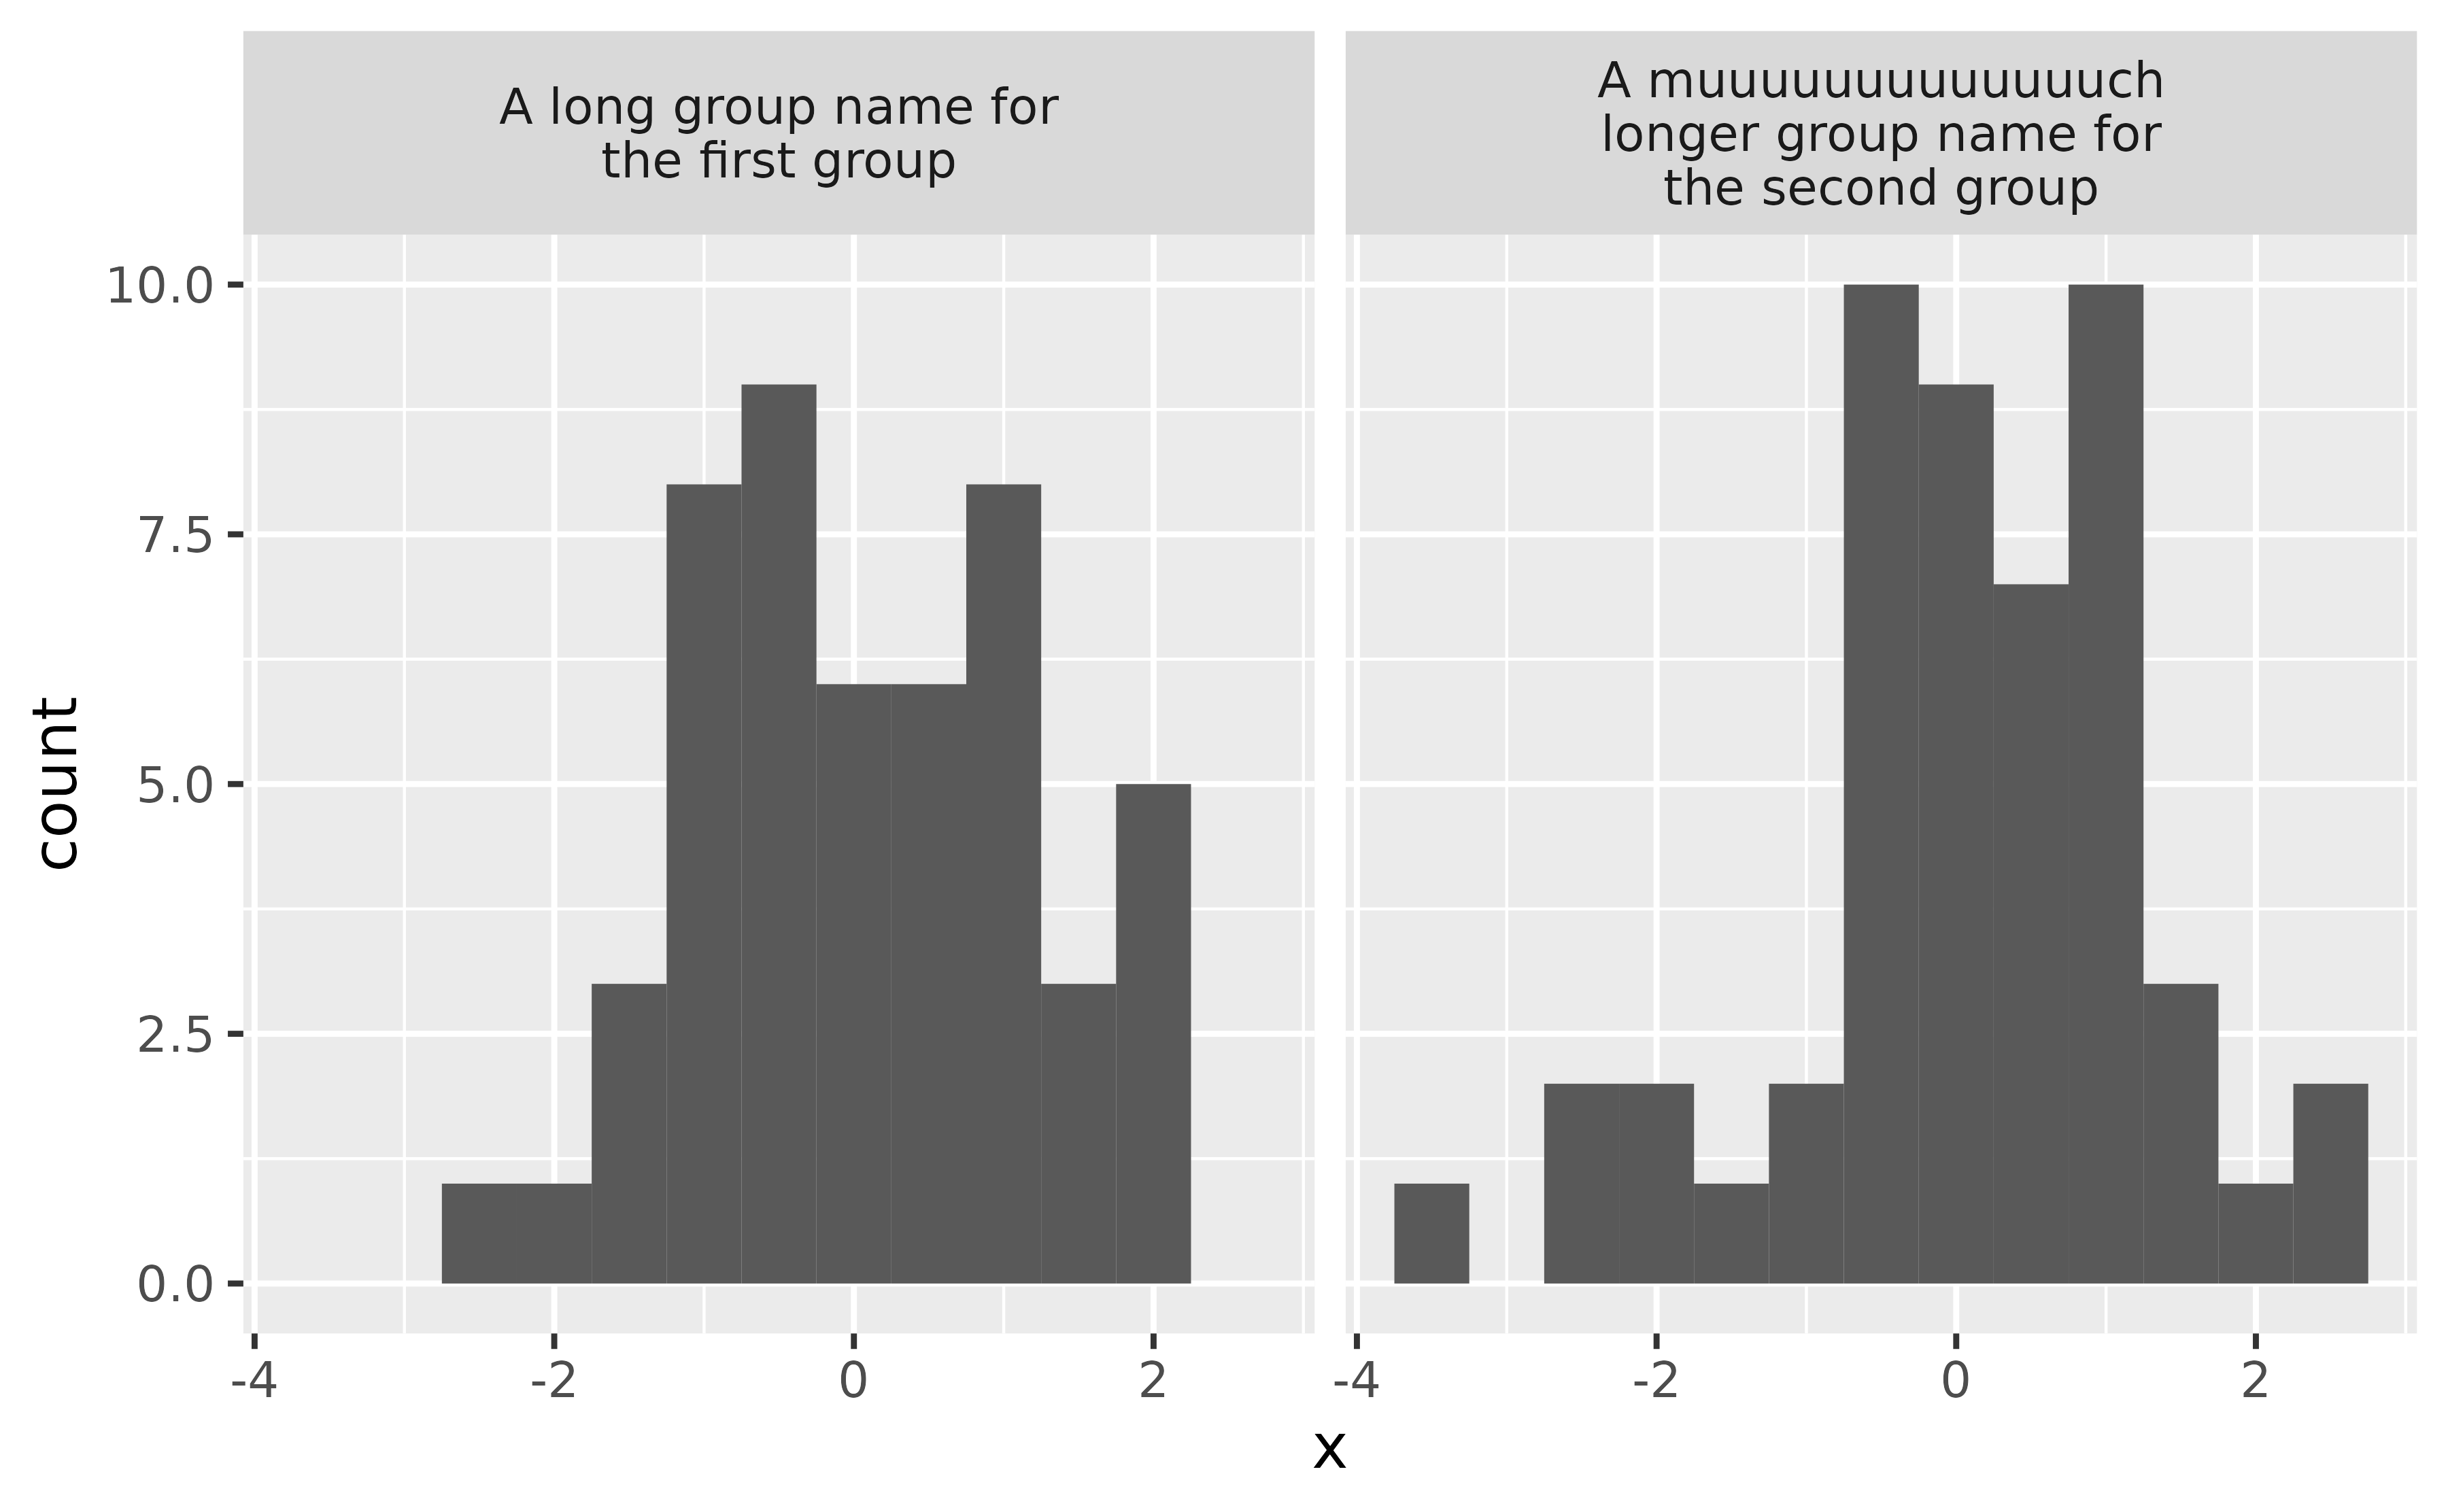 A long group name for
the first group
A muuuuuuuuuuuuuuch
longer group name for
the second group
10.0
7.5
5.0
2.5
0.0
count
-4 -2 0 2
-4 -2 0 2
x